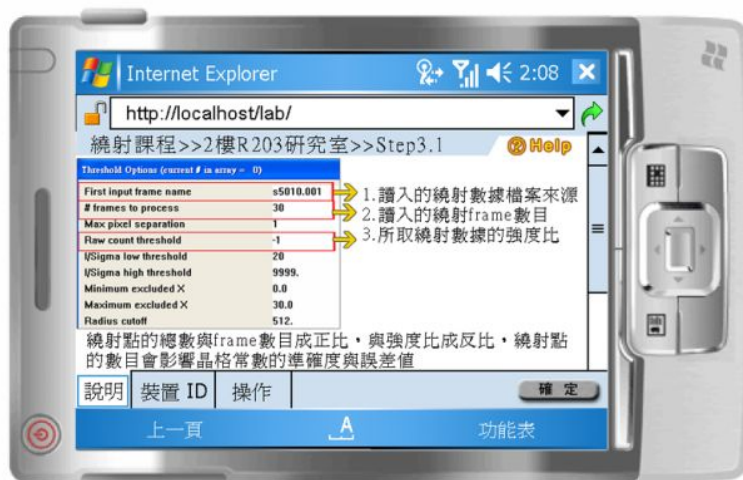 Internet Explorer 2:08
http://localhost/lab/
繞射課程>>2樓R203研究室>>Step3.1 Help
Threshold Options (current # in array = 0)
First input frame name s5010.001
# frames to process 30
Max pixel separation 1
Raw count threshold -1
I/Sigma low threshold 20
I/Sigma high threshold 9999.
Minimum excluded X 0.0
Maximum excluded X 30.0
Radius cutoff 512.
1.讀入的繞射數據檔案來源
2.讀入的繞射frame數目
3.所取繞射數據的強度比
繞射點的總數與frame數目成正比，與強度比成反比，繞射點
的數目會影響晶格常數的準確度與誤差值
說明 裝置 ID 操作 確定
上一頁 A 功能表